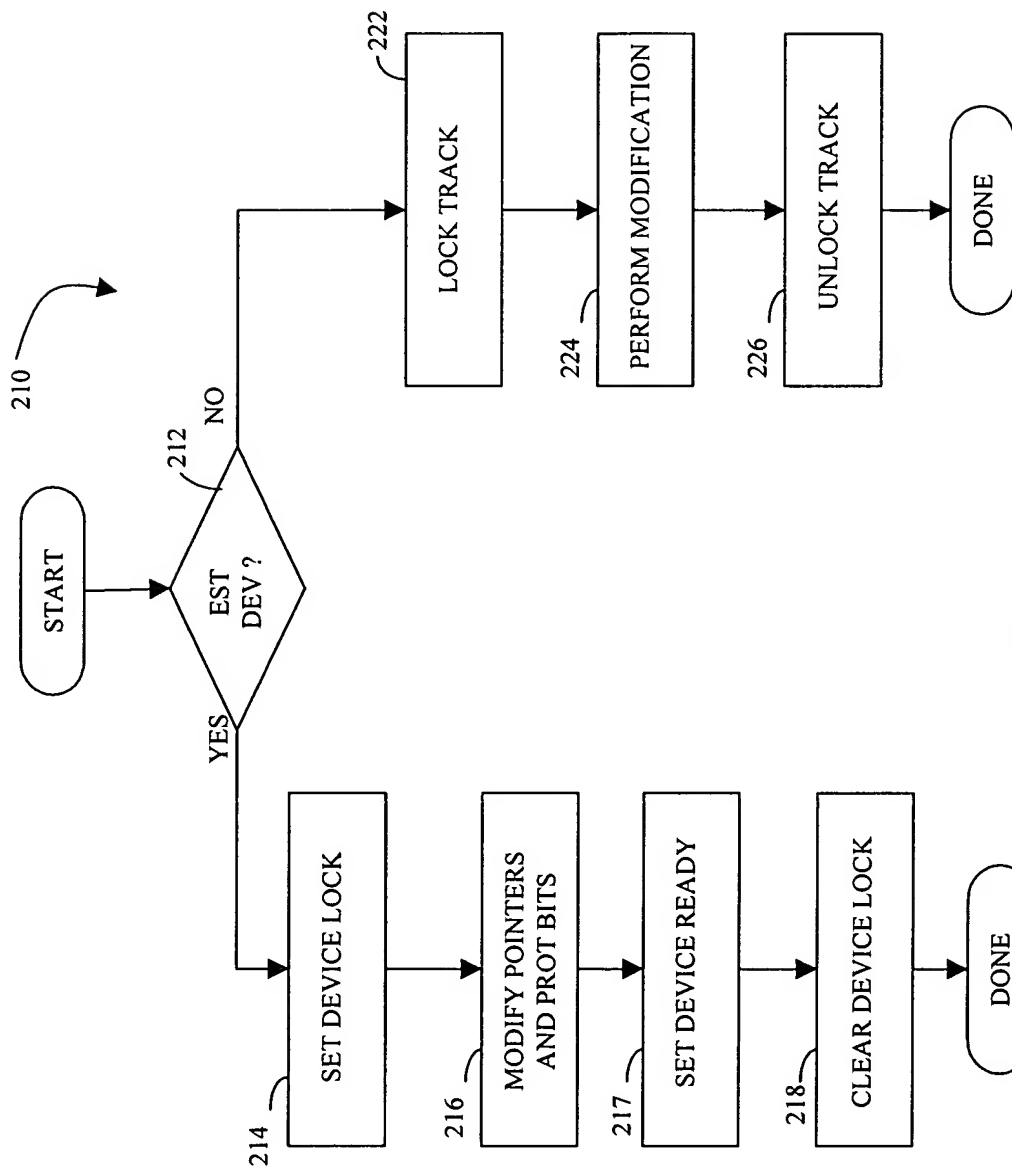 210
START
212
EST
DEV ?
YES
NO
214
SET DEVICE LOCK
216
MODIFY POINTERS
AND PROT BITS
217
SET DEVICE READY
218
CLEAR DEVICE LOCK
DONE
222
LOCK TRACK
224
PERFORM MODIFICATION
226
UNLOCK TRACK
DONE